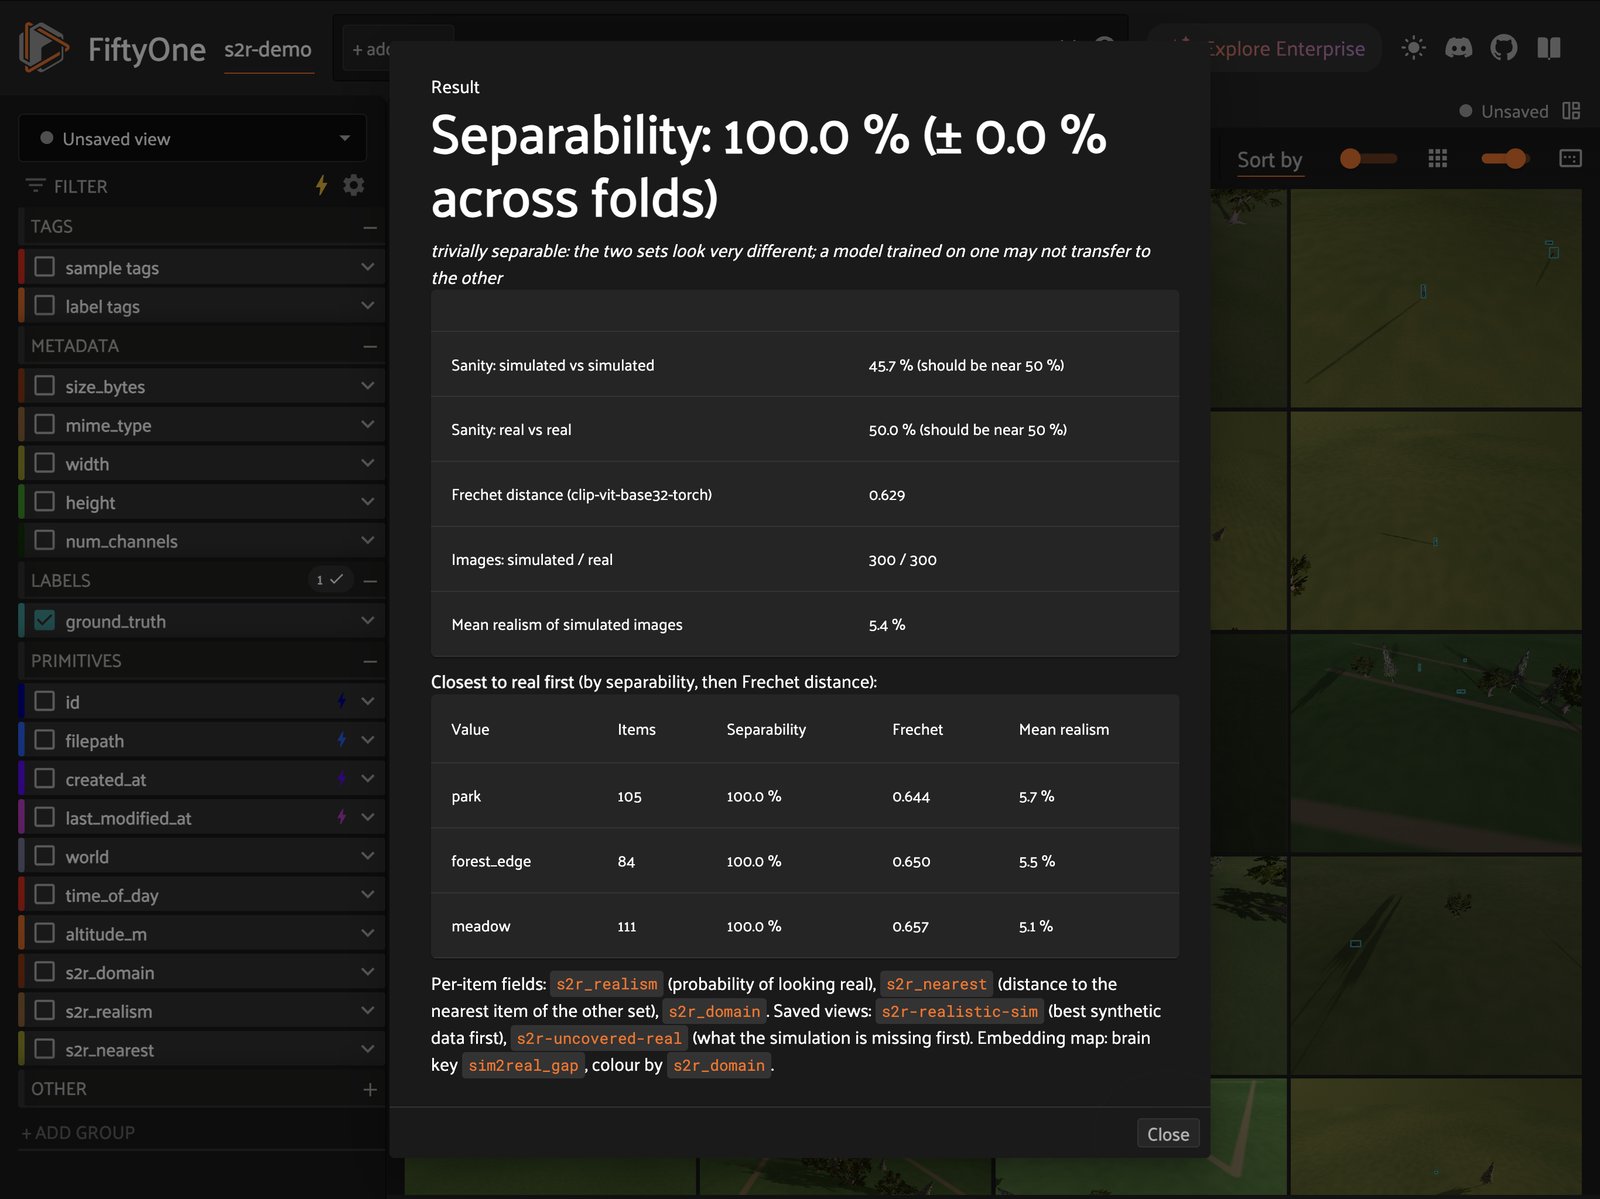 FiftyOne
s2r-demo
+ add
Explore Enterprise
Unsaved
Unsaved view
Sort by
FILTER
TAGS
sample tags
label tags
METADATA
size_bytes
mime_type
width
height
num_channels
LABELS
1
ground_truth
PRIMITIVES
id
filepath
created_at
last_modified_at
world
time_of_day
altitude_m
s2r_domain
s2r_realism
s2r_nearest
OTHER
+ ADD GROUP
Result
Separability: 100.0 % (± 0.0 %
across folds)
trivially separable: the two sets look very different; a model trained on one may not transfer to
the other
Sanity: simulated vs simulated 45.7 % (should be near 50 %)
Sanity: real vs real 50.0 % (should be near 50 %)
Frechet distance (clip-vit-base32-torch) 0.629
Images: simulated / real 300 / 300
Mean realism of simulated images 5.4 %
Closest to real first (by separability, then Frechet distance):
Value Items Separability Frechet Mean realism
park 105 100.0 % 0.644 5.7 %
forest_edge 84 100.0 % 0.650 5.5 %
meadow 111 100.0 % 0.657 5.1 %
Per-item fields: s2r_realism (probability of looking real), s2r_nearest (distance to the
nearest item of the other set), s2r_domain. Saved views: s2r-realistic-sim (best synthetic
data first), s2r-uncovered-real (what the simulation is missing first). Embedding map: brain
key sim2real_gap, colour by s2r_domain.
Close